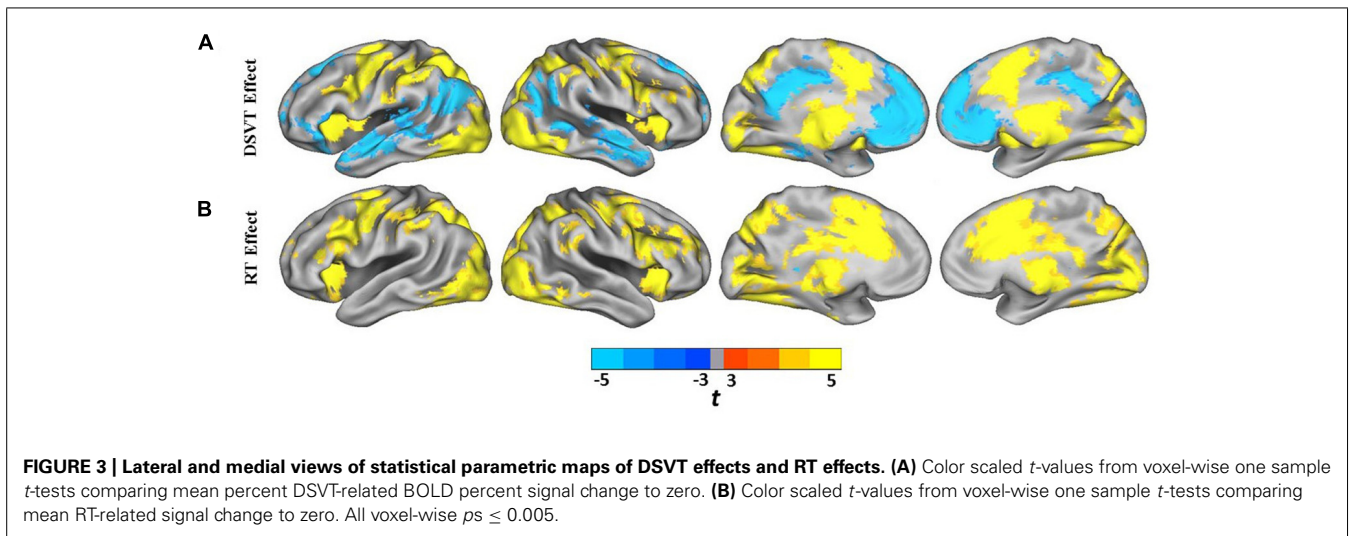 A
DSVT Effect
B
RT Effect
-5 -3 3 5
t
FIGURE 3 | Lateral and medial views of statistical parametric maps of DSVT effects and RT effects. (A) Color scaled t-values from voxel-wise one sample
t-tests comparing mean percent DSVT-related BOLD percent signal change to zero. (B) Color scaled t-values from voxel-wise one sample t-tests comparing
mean RT-related signal change to zero. All voxel-wise ps ≤ 0.005.